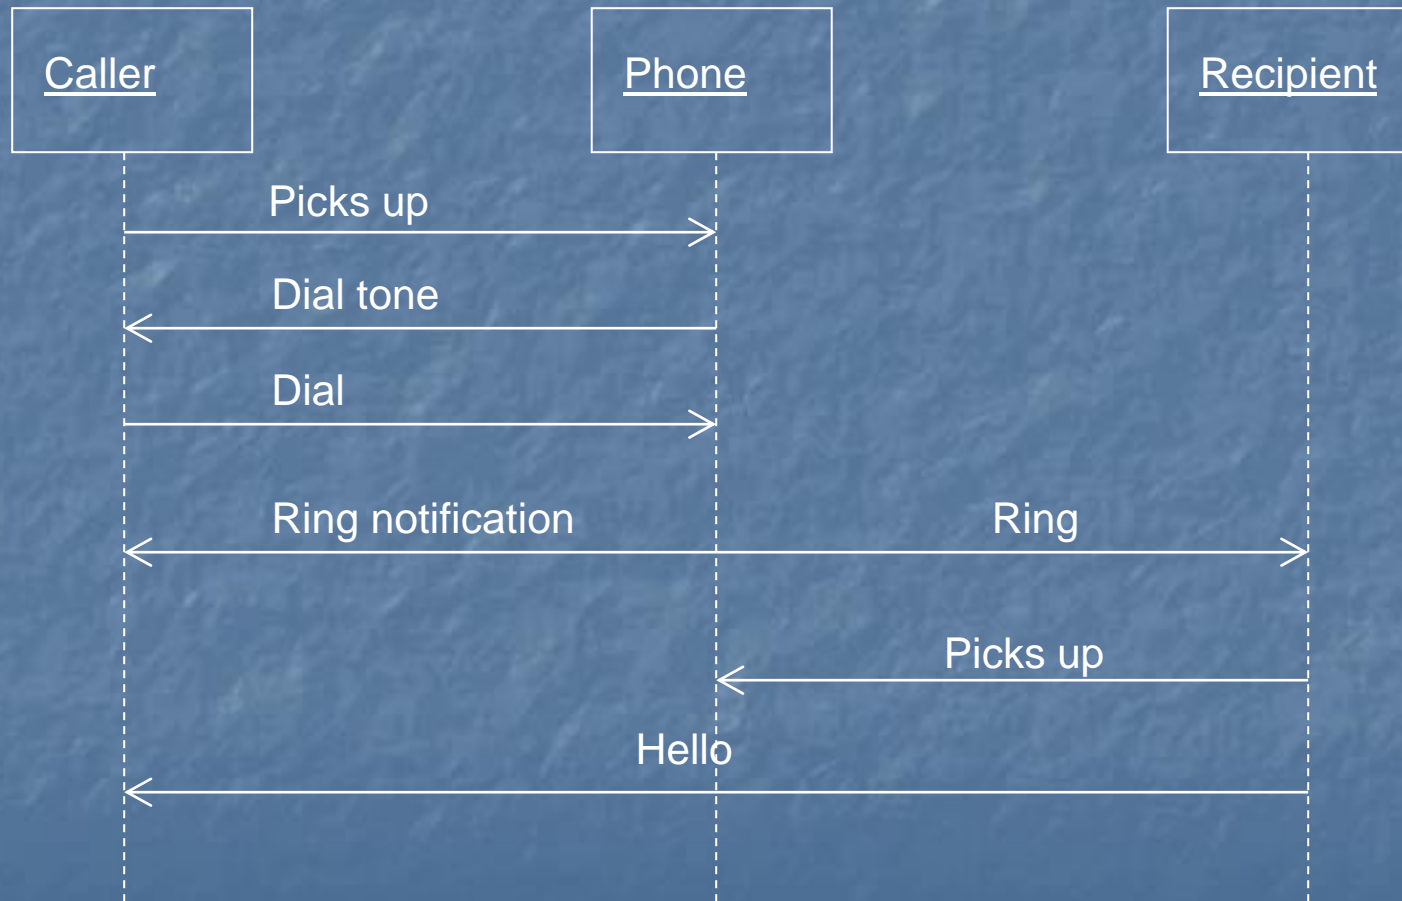 Caller
Phone
Recipient
Picks up
Dial tone
Dial
Ring notification
Ring
Picks up
Hello